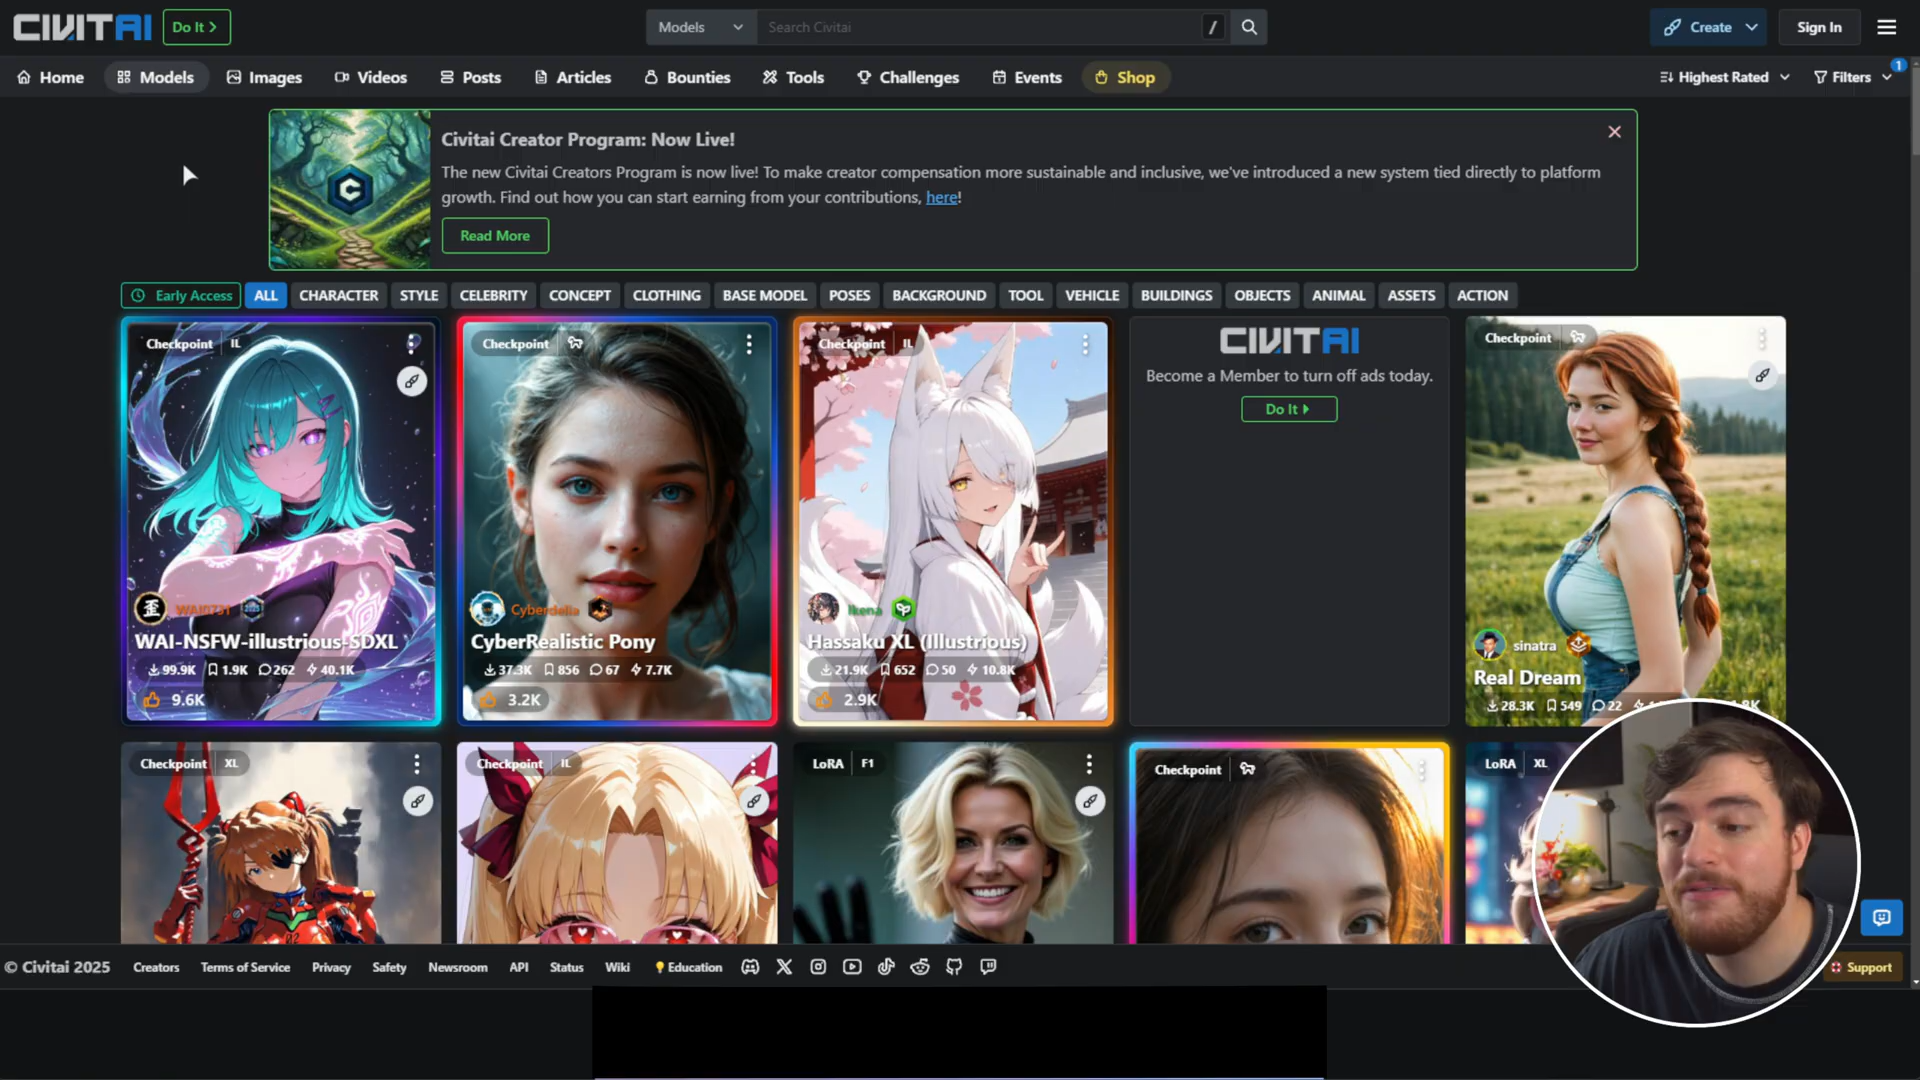 CIVITAI
Do It >
Models
Search Civitai
/
Create
Sign In
Home
Models
Images
Videos
Posts
Articles
Bounties
Tools
Challenges
Events
Shop
Highest Rated
Filters
1
Civitai Creator Program: Now Live!
The new Civitai Creators Program is now live! To make creator compensation more sustainable and inclusive, we've introduced a new system tied directly to platform
growth. Find out how you can start earning from your contributions, here!
Read More
Early Access
ALL
CHARACTER
STYLE
CELEBRITY
CONCEPT
CLOTHING
BASE MODEL
POSES
BACKGROUND
TOOL
VEHICLE
BUILDINGS
OBJECTS
ANIMAL
ASSETS
ACTION
Checkpoint IL
歪 WAI0731
WAI-NSFW-illustrious-SDXL
99.9K 1.9K 262 40.1K
9.6K
Checkpoint
Cyberdelia
CyberRealistic Pony
37.3K 856 67 7.7K
3.2K
Checkpoint IL
Ikena
Hassaku XL (Illustrious)
21.9K 652 50 10.8K
2.9K
CIVITAI
Become a Member to turn off ads today.
Do It
Checkpoint
sinatra
Real Dream
28.3K 549 22
Checkpoint XL
Checkpoint IL
LoRA F1
Checkpoint
LoRA XL
© Civitai 2025
Creators
Terms of Service
Privacy
Safety
Newsroom
API
Status
Wiki
Education
Support